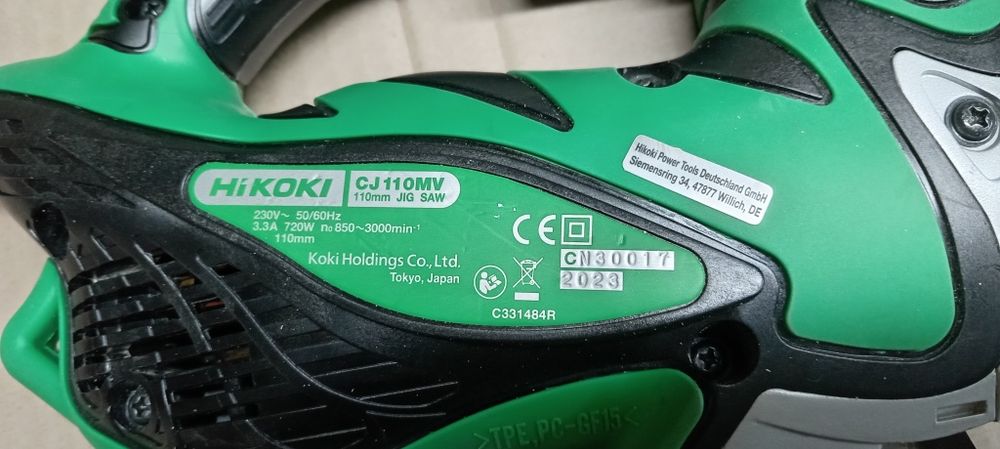 HiKOKI
CJ110MV
110mm JIG SAW
230V~ 50/60Hz
3.3A 720W n₀ 850~3000min⁻¹
110mm
Koki Holdings Co., Ltd.
Tokyo, Japan
CE
CN30017
2023
C331484R
Hikoki Power Tools Deutschland GmbH
Siemensring 34, 47877 Willich, DE
>TPE,PC-GF15<